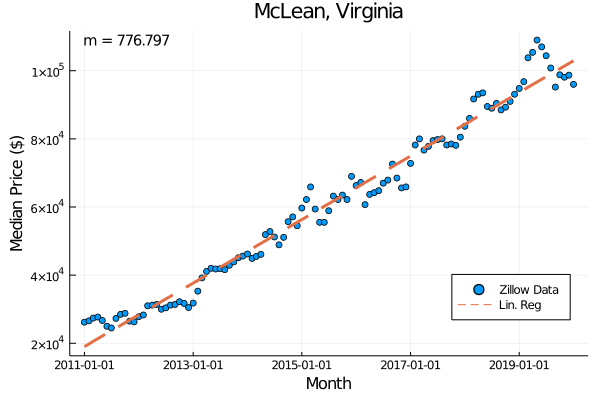 McLean, Virginia
m = 776.797
1×10⁵
8×10⁴
6×10⁴
4×10⁴
2×10⁴
Median Price ($)
Zillow Data
Lin. Reg
2011-01-01 2013-01-01 2015-01-01 2017-01-01 2019-01-01
Month